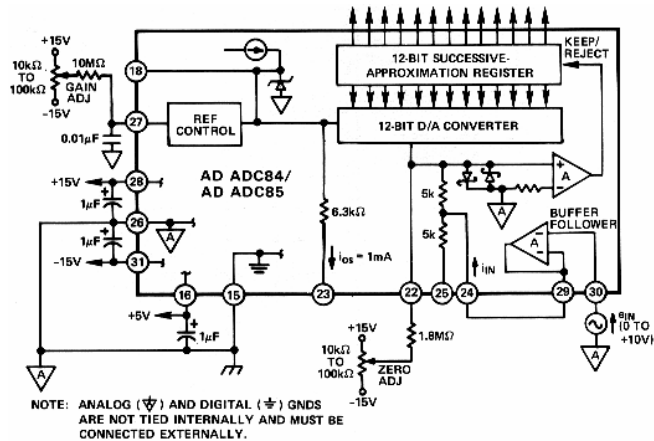 +15V
10kΩ
TO
100kΩ
-15V
10MΩ
GAIN
ADJ
0.01μF
18
27
REF
CONTROL
12-BIT SUCCESSIVE-
APPROXIMATION REGISTER
KEEP/
REJECT
12-BIT D/A CONVERTER
AD ADC84/
AD ADC85
+15V
1μF
1μF
-15V
28
26
31
A
6.3kΩ
iOS = 1mA
5k
5k
iIN
+
−
A
A
BUFFER
FOLLOWER
A
−
−
16
15
23
22
25
24
29
30
+5V
+
1μF
A
+15V
10kΩ
TO
100kΩ
-15V
1.8MΩ
ZERO
ADJ
eIN
(0 TO
+10V)
A
NOTE: ANALOG (A) AND DIGITAL (⏚) GNDS
ARE NOT TIED INTERNALLY AND MUST BE
CONNECTED EXTERNALLY.